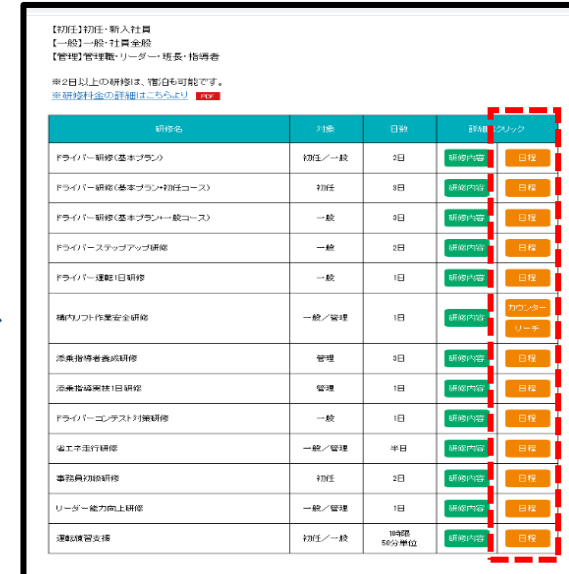 【初任】初任・新入社員
【一般】一般・社員全般
【管理】管理職・リーダー・班長・指導者
※2日以上の研修は、宿泊も可能です。
※研修料金の詳細はこちらより PDF
研修名 対象 日数 詳細クリック
ドライバー研修(基本プラン) 初任／一般 2日 研修内容 日程
ドライバー研修(基本プラン+初任コース) 初任 3日 研修内容 日程
ドライバー研修(基本プラン+一般コース) 一般 3日 研修内容 日程
ドライバーステップアップ研修 一般 2日 研修内容 日程
ドライバー運転1日研修 一般 1日 研修内容 日程
構内リフト作業安全研修 一般／管理 1日 研修内容 カウンター
リーチ
添乗指導者養成研修 管理 3日 研修内容 日程
添乗指導実技1日研修 管理 1日 研修内容 日程
ドライバーコンテスト対策研修 一般 1日 研修内容 日程
省エネ走行研修 一般／管理 半日 研修内容 日程
事務員初級研修 初任 2日 研修内容 日程
リーダー能力向上研修 一般／管理 1日 研修内容 日程
運転練習支援 初任／一般 1時限
50分単位 研修内容 日程